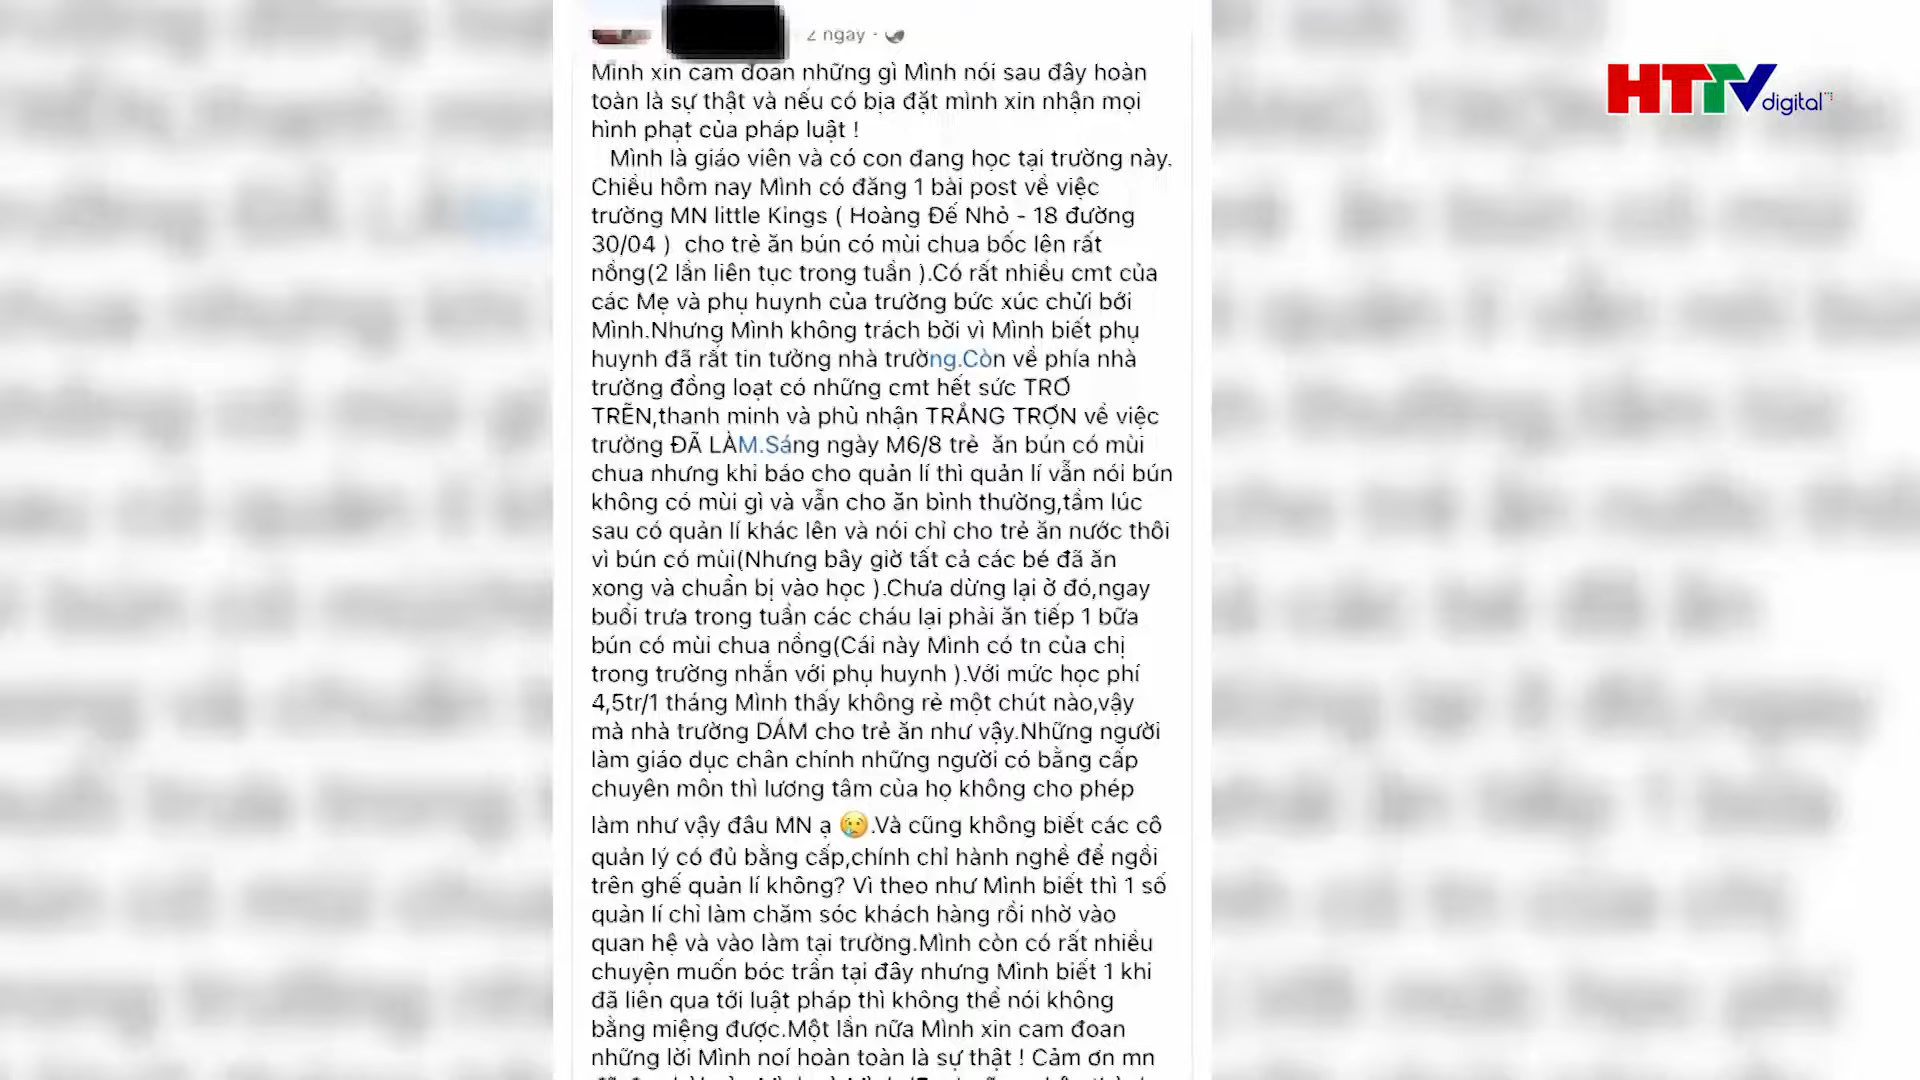 2 ngày
HTTV digital
Mình xin cam đoan những gì Mình nói sau đây hoàn
toàn là sự thật và nếu có bịa đặt mình xin nhận mọi
hình phạt của pháp luật !
Mình là giáo viên và có con đang học tại trường này.
Chiều hôm nay Mình có đăng 1 bài post về việc
trường MN little Kings ( Hoàng Đế Nhỏ - 18 đường
30/04 ) cho trẻ ăn bún có mùi chua bốc lên rất
nồng(2 lần liên tục trong tuần ).Có rất nhiều cmt của
các Mẹ và phụ huynh của trường bức xúc chửi bới
Mình.Nhưng Mình không trách bởi vì Mình biết phụ
huynh đã rất tin tưởng nhà trường.Còn về phía nhà
trường đồng loạt có những cmt hết sức TRƠ
TRẼN,thanh minh và phủ nhận TRẮNG TRỢN về việc
trường ĐÃ LÀM.Sáng ngày M6/8 trẻ ăn bún có mùi
chua nhưng khi báo cho quản lí thì quản lí vẫn nói bún
không có mùi gì và vẫn cho ăn bình thường,tầm lúc
sau có quản lí khác lên và nói chỉ cho trẻ ăn nước thôi
vì bún có mùi(Nhưng bây giờ tất cả các bé đã ăn
xong và chuẩn bị vào học ).Chưa dừng lại ở đó,ngay
buổi trưa trong tuần các cháu lại phải ăn tiếp 1 bữa
bún có mùi chua nồng(Cái này Mình có tn của chị
trong trường nhắn với phụ huynh ).Với mức học phí
4,5tr/1 tháng Mình thấy không rẻ một chút nào,vậy
mà nhà trường DÁM cho trẻ ăn như vậy.Những người
làm giáo dục chân chính những người có bằng cấp
chuyên môn thì lương tâm của họ không cho phép
làm như vậy đâu MN ạ 😢.Và cũng không biết các cô
quản lý có đủ bằng cấp,chính chỉ hành nghề để ngồi
trên ghế quản lí không? Vì theo như Mình biết thì 1 số
quản lí chỉ làm chăm sóc khách hàng rồi nhờ vào
quan hệ và vào làm tại trường.Mình còn có rất nhiều
chuyện muốn bóc trần tại đây nhưng Mình biết 1 khi
đã liên qua tới luật pháp thì không thể nói không
bằng miệng được.Một lần nữa Mình xin cam đoan
những lời Mình noí hoàn toàn là sự thật ! Cảm ơn mn